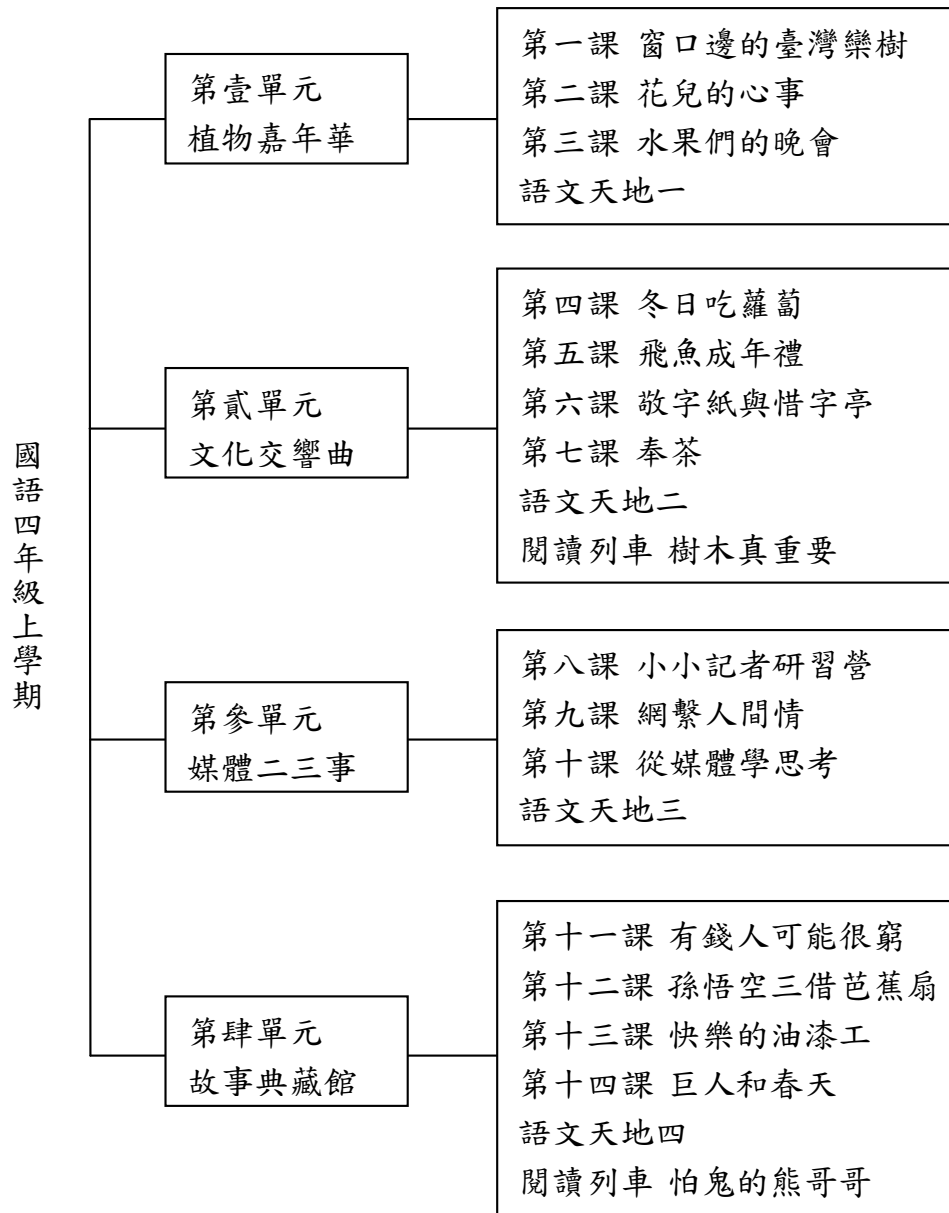 國語四年級上學期
第壹單元
植物嘉年華
第一課 窗口邊的臺灣欒樹
第二課 花兒的心事
第三課 水果們的晚會
語文天地一
第貳單元
文化交響曲
第四課 冬日吃蘿蔔
第五課 飛魚成年禮
第六課 敬字紙與惜字亭
第七課 奉茶
語文天地二
閱讀列車 樹木真重要
第參單元
媒體二三事
第八課 小小記者研習營
第九課 網繫人間情
第十課 從媒體學思考
語文天地三
第肆單元
故事典藏館
第十一課 有錢人可能很窮
第十二課 孫悟空三借芭蕉扇
第十三課 快樂的油漆工
第十四課 巨人和春天
語文天地四
閱讀列車 怕鬼的熊哥哥